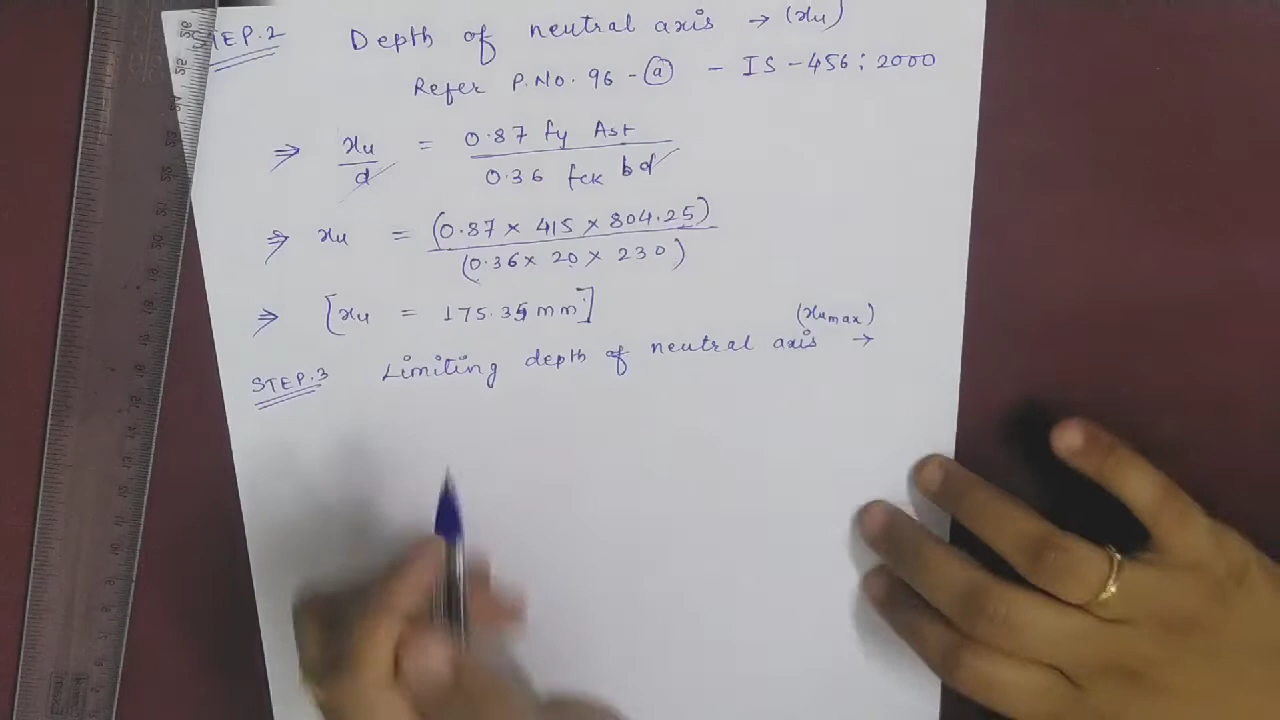 TEP.2 Depth of neutral axis → (xu)
Refer P.No. 96 - (a) - IS - 456 : 2000
⇒ xu/d = 0.87 fy Ast / 0.36 fck bd
⇒ xu = (0.87 × 415 × 804.25) / (0.36 × 20 × 230)
⇒ [xu = 175.35 mm]
(xumax)
STEP.3 Limiting depth of neutral axis →